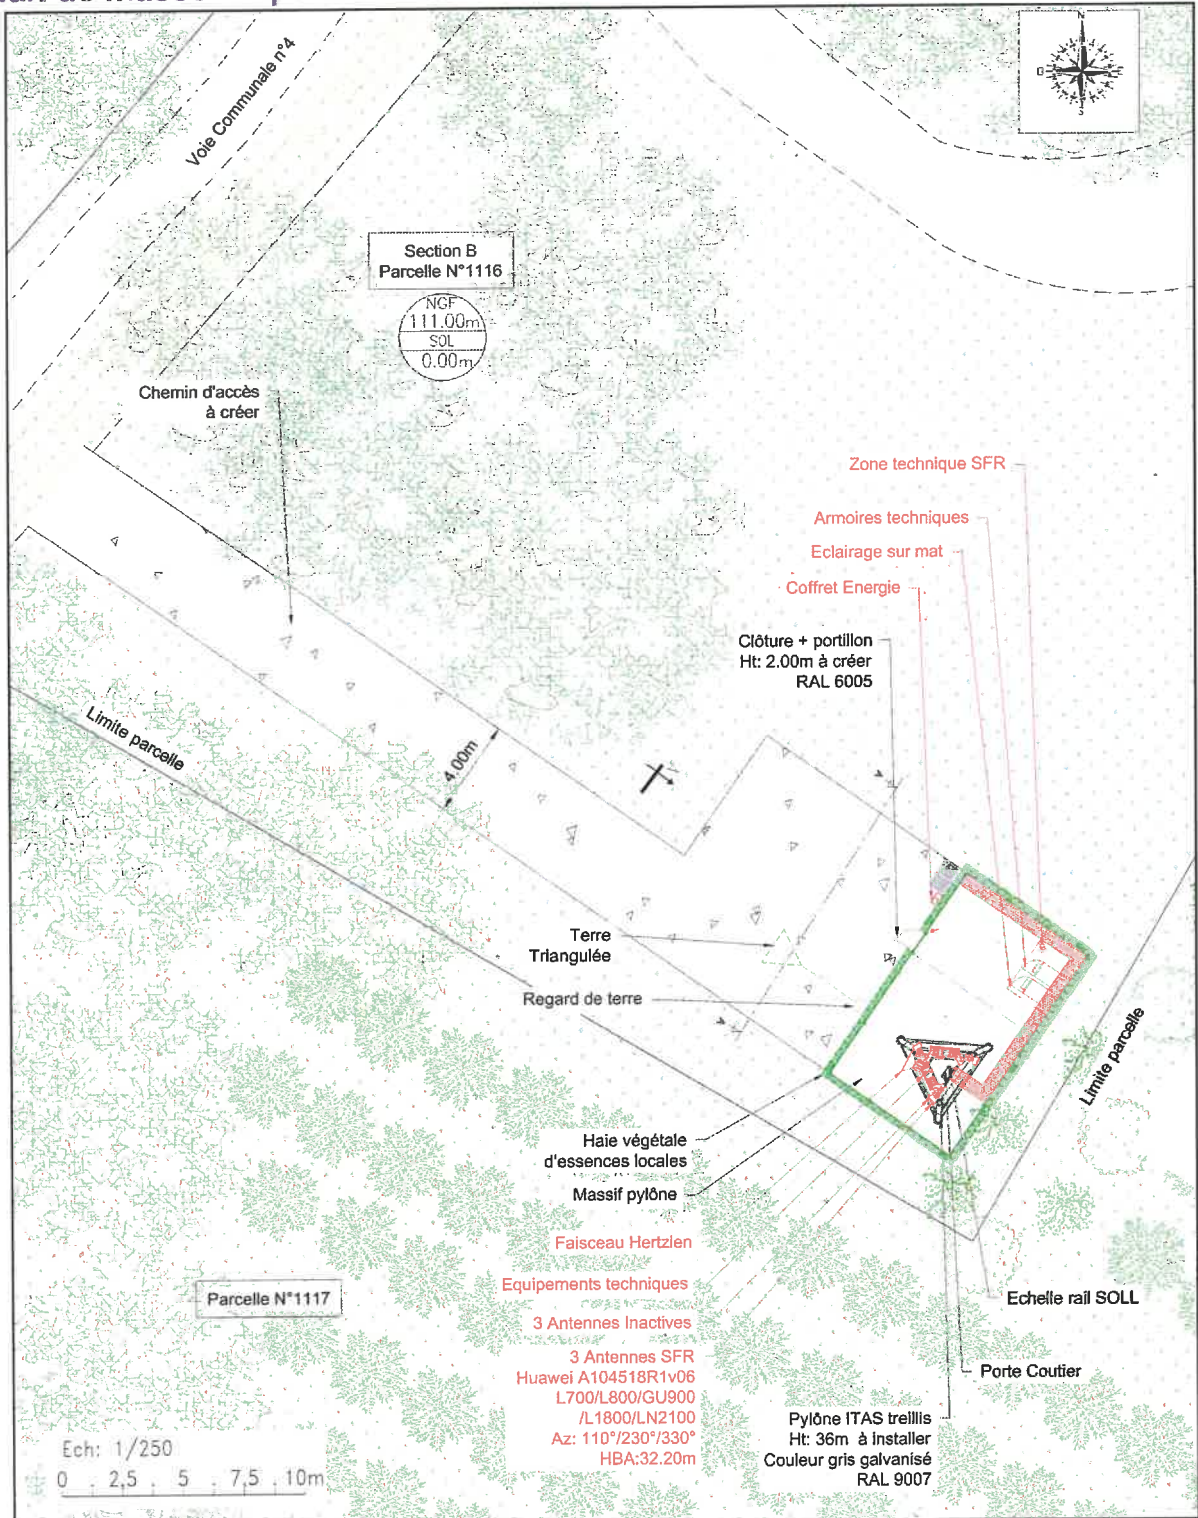 Voie Communale n°4
N
O
E
S
Section B
Parcelle N°1116
NGF
111.00m
SOL
0.00m
Chemin d'accès
à créer
Zone technique SFR
Armoires techniques
Eclairage sur mat
Coffret Energie
Clôture + portillon
Ht: 2.00m à créer
RAL 6005
Limite parcelle
4.00m
Terre
Triangulée
Regard de terre
Limite parcelle
Haie végétale
d'essences locales
Massif pylône
Faisceau Hertzien
Equipements techniques
3 Antennes Inactives
3 Antennes SFR
Huawei A104518R1v06
L700/L800/GU900
/L1800/LN2100
Az: 110°/230°/330°
HBA:32.20m
Parcelle N°1117
Echelle rail SOLL
Porte Coutier
Pylône ITAS treillis
Ht: 36m à installer
Couleur gris galvanisé
RAL 9007
Ech: 1/250
0 2,5 5 7,5 10m